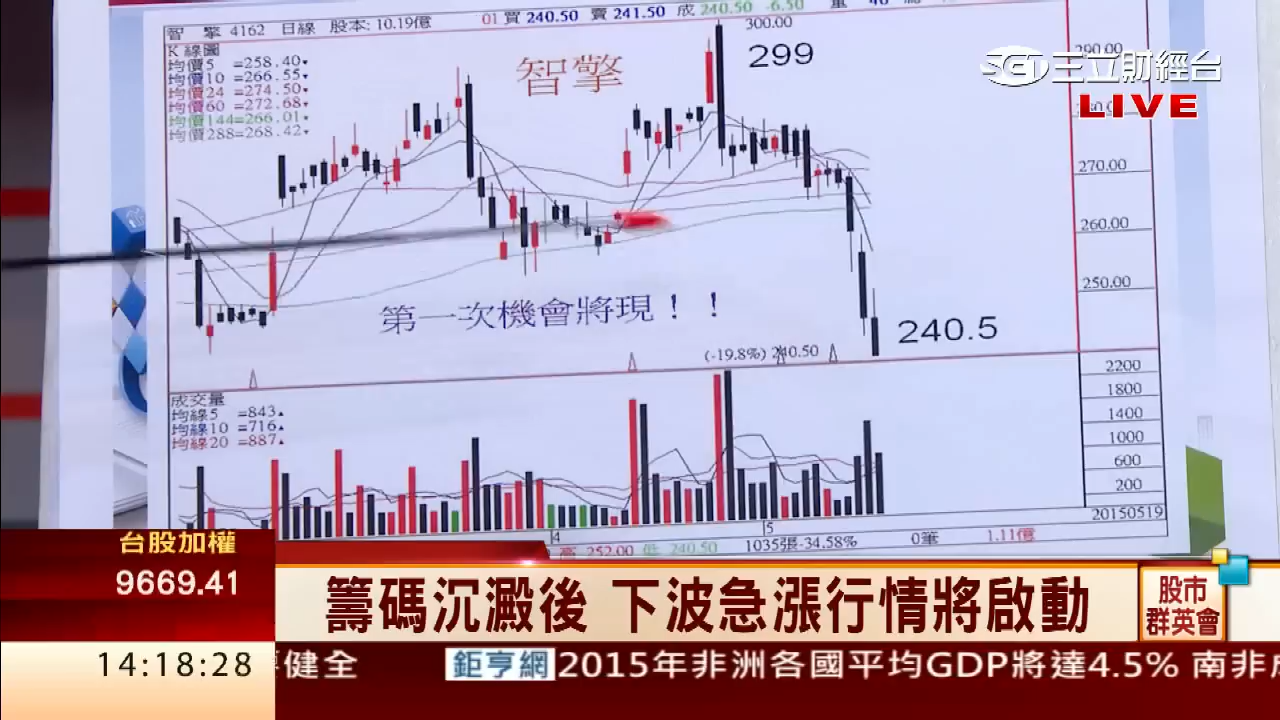 智 擎 4162 日線 股本: 10.19億 01 買 240.50 賣 241.50 成 240.50 -6.50
K 線圖
均價5 =258.40▼
均價10 =266.55▼
均價24 =274.50▼
均價60 =272.68▼
均價144=266.01▼
均價288=268.42▼
智擎
300.00
299
三立財經台
LIVE
290.00
270.00
260.00
250.00
第一次機會將現！！
240.5
(-19.8%) 240.50
成交量
均線5 =843▲
均線10 =716▲
均線20 =887▲
2200
1800
1400
1000
600
200
4
5
20150519
高 252.00 低 240.50 1035張-34.58% 0筆 1.11億
台股加權
9669.41
籌碼沉澱後 下波急漲行情將啟動
股市
群英會
14:18:28
健全 鉅亨網 2015年非洲各國平均GDP將達4.5% 南非